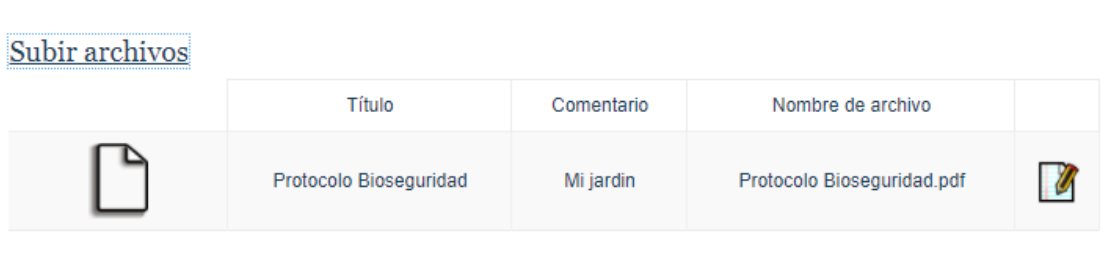 Subir archivos
Título Comentario Nombre de archivo
Protocolo Bioseguridad Mi jardin Protocolo Bioseguridad.pdf